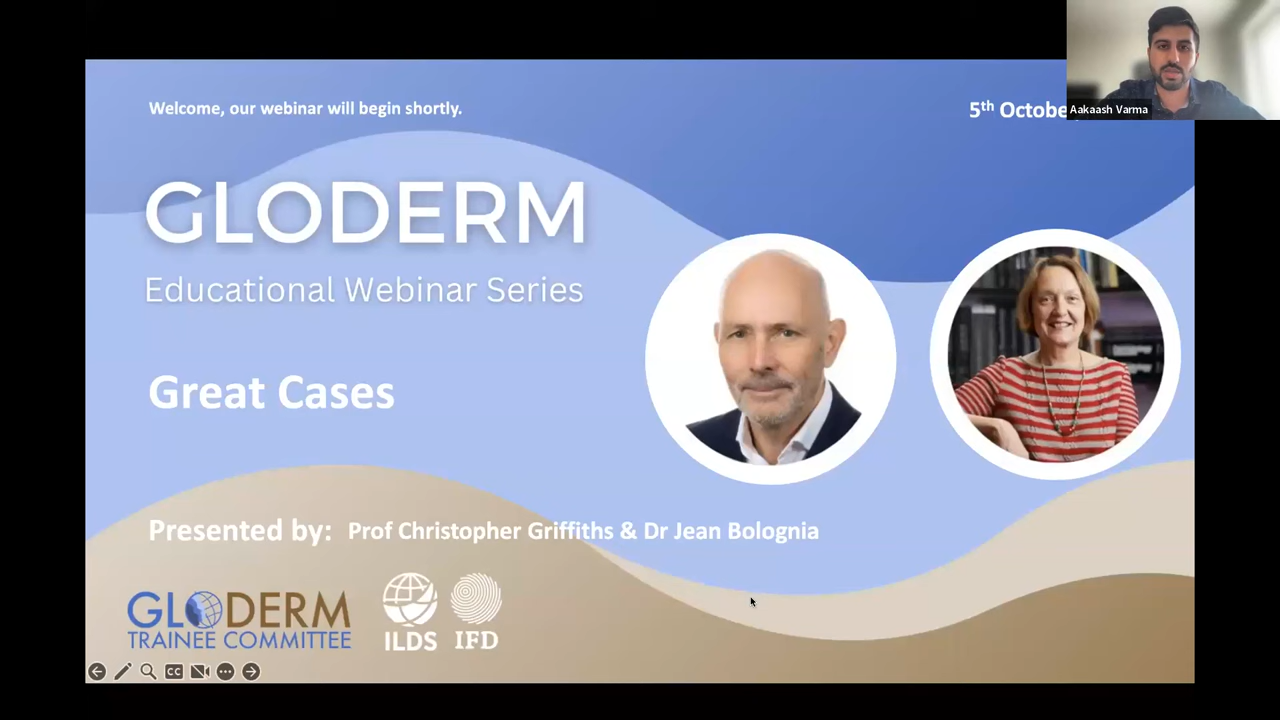 Welcome, our webinar will begin shortly.
5th Octobe
Aakaash Varma
GLODERM
Educational Webinar Series
Great Cases
Presented by: Prof Christopher Griffiths & Dr Jean Bolognia
GLODERM
TRAINEE COMMITTEE
ILDS
IFD
CC